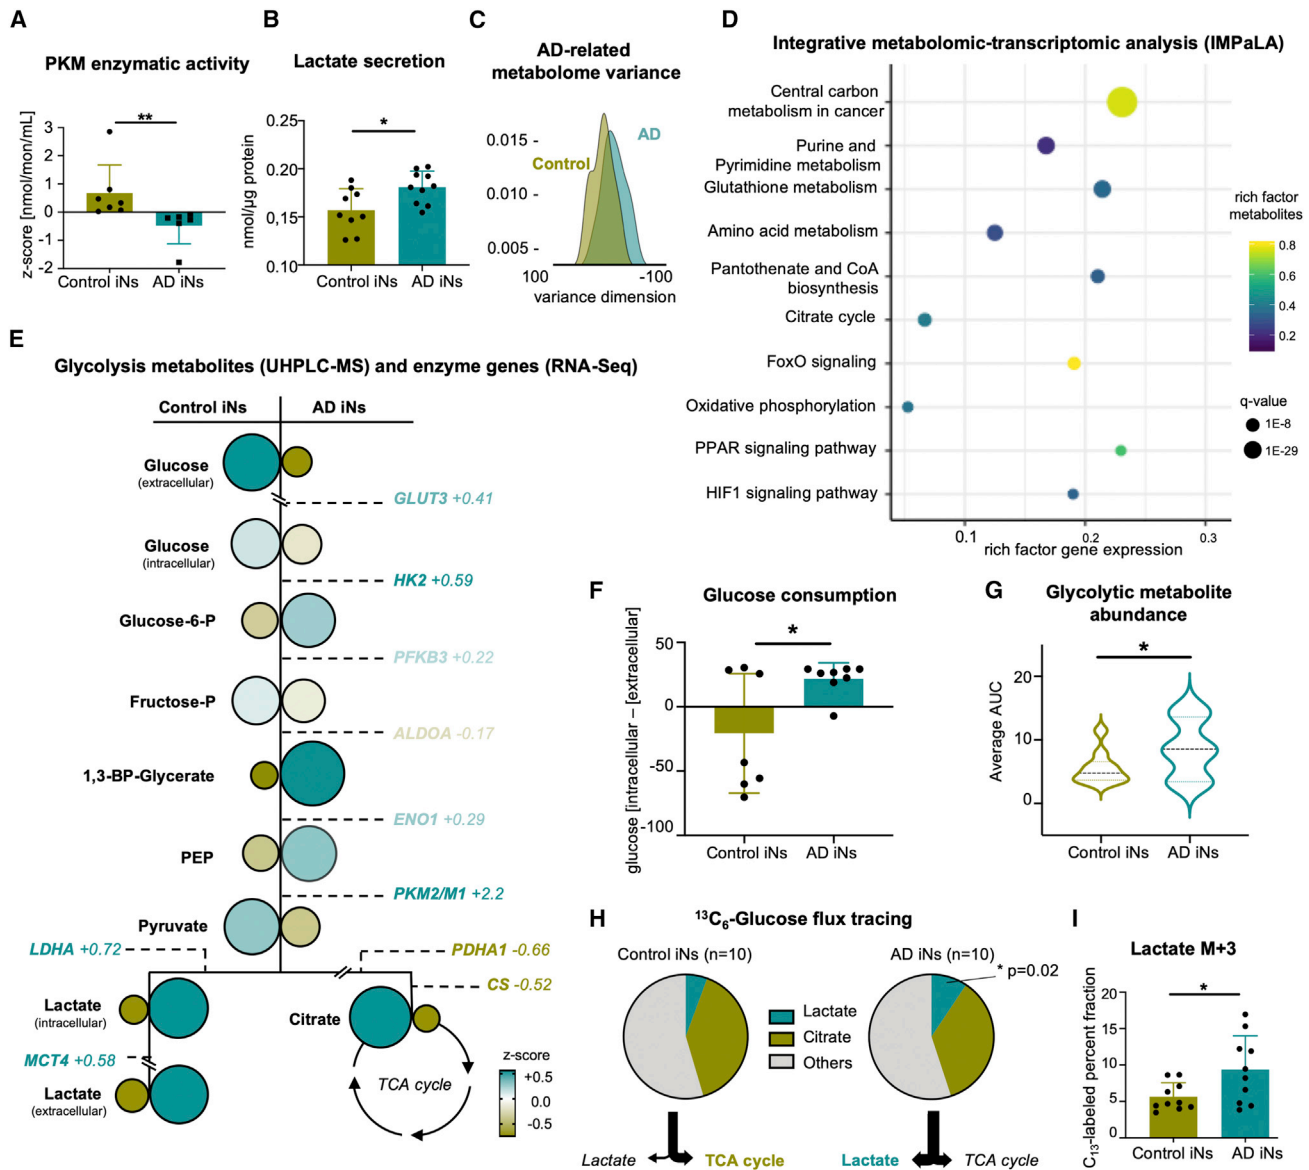 A
PKM enzymatic activity
**
z-score [nmol/mon/mL]
3
2
1
0
-1
-2
Control iNs
AD iNs
B
Lactate secretion
*
nmol/µg protein
0.25
0.20
0.15
0.10
Control iNs
AD iNs
C
AD-related
metabolome variance
AD
Control
0.015 -
0.010 -
0.005 -
100
-100
variance dimension
D
Integrative metabolomic-transcriptomic analysis (IMPaLA)
Central carbon
metabolism in cancer
Purine and
Pyrimidine metabolism
Glutathione metabolism
Amino acid metabolism
Pantothenate and CoA
biosynthesis
Citrate cycle
FoxO signaling
Oxidative phosphorylation
PPAR signaling pathway
HIF1 signaling pathway
0.1
0.2
0.3
rich factor gene expression
rich factor
metabolites
0.8
0.6
0.4
0.2
q-value
1E-8
1E-29
E
Glycolysis metabolites (UHPLC-MS) and enzyme genes (RNA-Seq)
Control iNs
AD iNs
Glucose
(extracellular)
GLUT3 +0.41
Glucose
(intracellular)
HK2 +0.59
Glucose-6-P
PFKB3 +0.22
Fructose-P
ALDOA -0.17
1,3-BP-Glycerate
ENO1 +0.29
PEP
PKM2/M1 +2.2
Pyruvate
LDHA +0.72
PDHA1 -0.66
CS -0.52
Lactate
(intracellular)
Citrate
MCT4 +0.58
Lactate
(extracellular)
TCA cycle
z-score
+0.5
0.0
-0.5
F
Glucose consumption
*
glucose [intracellular – [extracellular]
50
0
-50
-100
Control iNs
AD iNs
G
Glycolytic metabolite
abundance
*
Average AUC
20
10
0
Control iNs
AD iNs
H
¹³C₆-Glucose flux tracing
Control iNs (n=10)
AD iNs (n=10)
* p=0.02
Lactate
Citrate
Others
Lactate
TCA cycle
Lactate
TCA cycle
I
Lactate M+3
*
C₁₃-labeled percent fraction
20
15
10
5
0
Control iNs
AD iNs